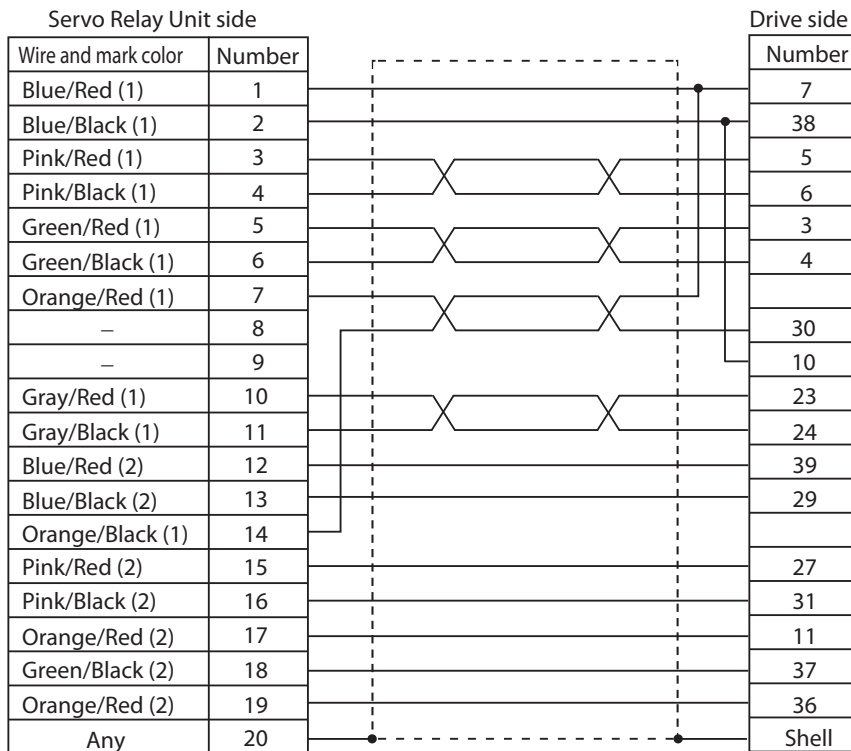 Servo Relay Unit side Drive side
Wire and mark color Number Number
Blue/Red (1) 1 7
Blue/Black (1) 2 38
Pink/Red (1) 3 5
Pink/Black (1) 4 6
Green/Red (1) 5 3
Green/Black (1) 6 4
Orange/Red (1) 7
– 8 30
– 9 10
Gray/Red (1) 10 23
Gray/Black (1) 11 24
Blue/Red (2) 12 39
Blue/Black (2) 13 29
Orange/Black (1) 14
Pink/Red (2) 15 27
Pink/Black (2) 16 31
Orange/Red (2) 17 11
Green/Black (2) 18 37
Orange/Red (2) 19 36
Any 20 Shell